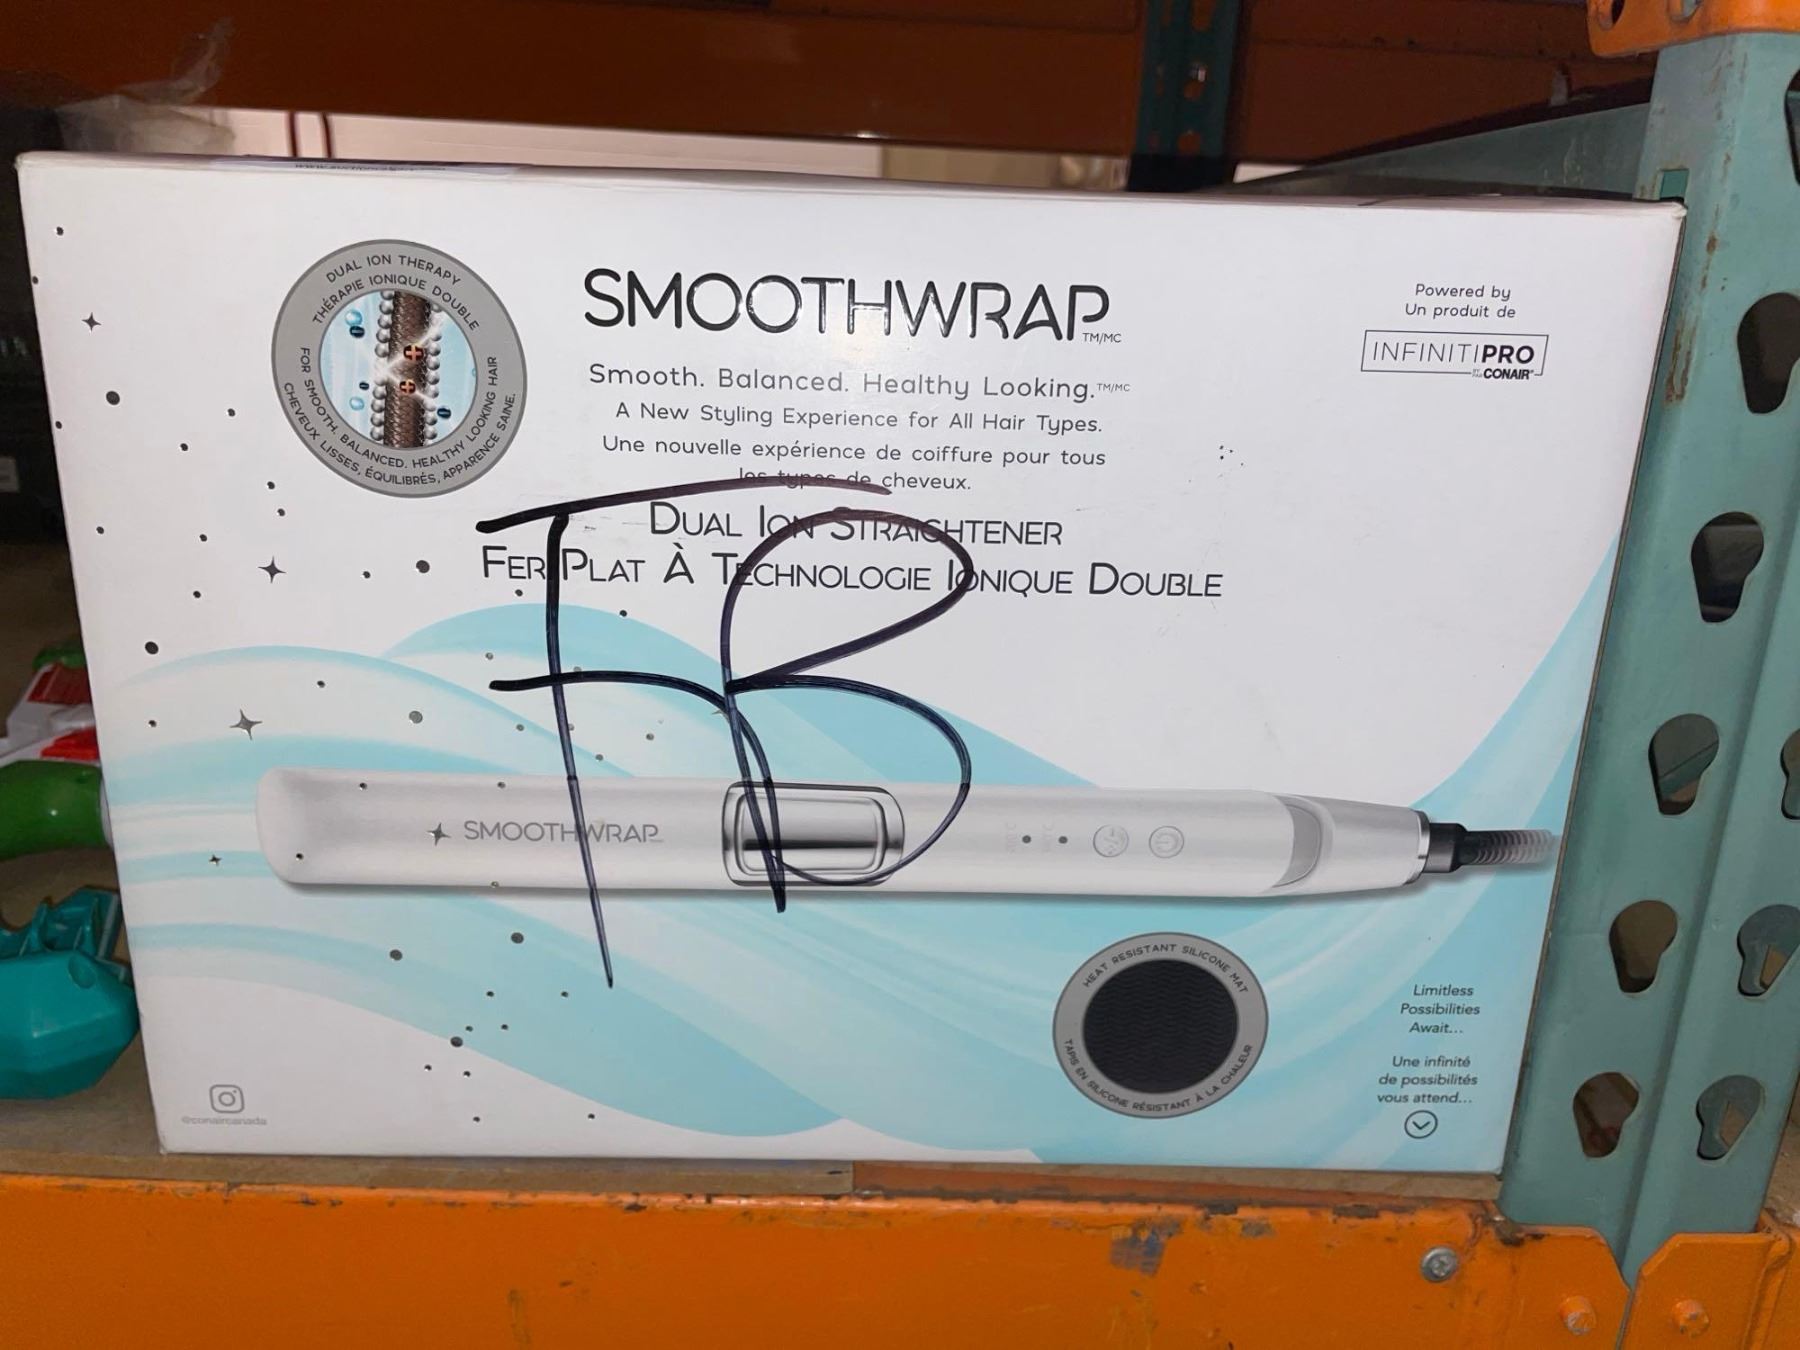 DUAL ION THERAPY
THÉRAPIE IONIQUE DOUBLE
FOR SMOOTH, BALANCED, HEALTHY LOOKING HAIR
CHEVEUX LISSES, ÉQUILIBRÉS, APPARENCE SAINE.
SMOOTHWRAP TM/MC
Smooth. Balanced. Healthy Looking. TM/MC
A New Styling Experience for All Hair Types.
Une nouvelle expérience de coiffure pour tous
les types de cheveux.
DUAL ION STRAIGHTENER
FER PLAT À TECHNOLOGIE IONIQUE DOUBLE
Powered by
Un produit de
INFINITIPRO
BY PAR CONAIR
SMOOTHWRAP
HEAT RESISTANT SILICONE MAT
TAPIS EN SILICONE RÉSISTANT À LA CHALEUR
Limitless
Possibilities
Await...
Une infinité
de possibilités
vous attend...
@conaircanada